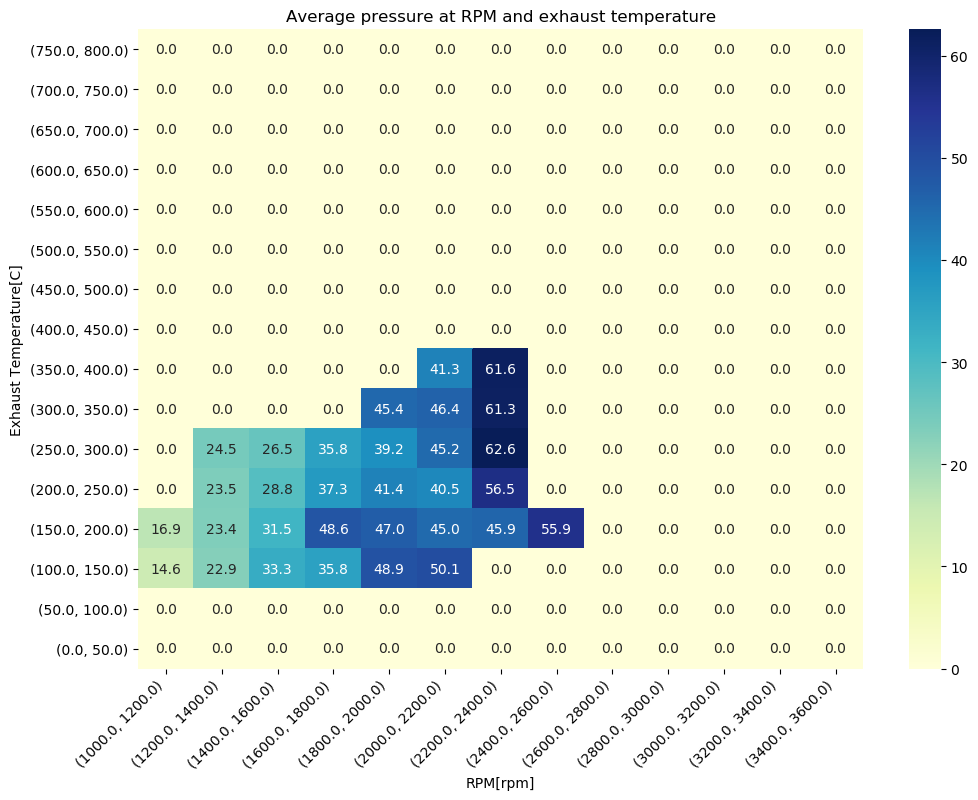 Average pressure at RPM and exhaust temperature
Exhaust Temperature[C]
(750.0, 800.0) 0.0 0.0 0.0 0.0 0.0 0.0 0.0 0.0 0.0 0.0 0.0 0.0 0.0
(700.0, 750.0) 0.0 0.0 0.0 0.0 0.0 0.0 0.0 0.0 0.0 0.0 0.0 0.0 0.0
(650.0, 700.0) 0.0 0.0 0.0 0.0 0.0 0.0 0.0 0.0 0.0 0.0 0.0 0.0 0.0
(600.0, 650.0) 0.0 0.0 0.0 0.0 0.0 0.0 0.0 0.0 0.0 0.0 0.0 0.0 0.0
(550.0, 600.0) 0.0 0.0 0.0 0.0 0.0 0.0 0.0 0.0 0.0 0.0 0.0 0.0 0.0
(500.0, 550.0) 0.0 0.0 0.0 0.0 0.0 0.0 0.0 0.0 0.0 0.0 0.0 0.0 0.0
(450.0, 500.0) 0.0 0.0 0.0 0.0 0.0 0.0 0.0 0.0 0.0 0.0 0.0 0.0 0.0
(400.0, 450.0) 0.0 0.0 0.0 0.0 0.0 0.0 0.0 0.0 0.0 0.0 0.0 0.0 0.0
(350.0, 400.0) 0.0 0.0 0.0 0.0 0.0 41.3 61.6 0.0 0.0 0.0 0.0 0.0 0.0
(300.0, 350.0) 0.0 0.0 0.0 0.0 45.4 46.4 61.3 0.0 0.0 0.0 0.0 0.0 0.0
(250.0, 300.0) 0.0 24.5 26.5 35.8 39.2 45.2 62.6 0.0 0.0 0.0 0.0 0.0 0.0
(200.0, 250.0) 0.0 23.5 28.8 37.3 41.4 40.5 56.5 0.0 0.0 0.0 0.0 0.0 0.0
(150.0, 200.0) 16.9 23.4 31.5 48.6 47.0 45.0 45.9 55.9 0.0 0.0 0.0 0.0 0.0
(100.0, 150.0) 14.6 22.9 33.3 35.8 48.9 50.1 0.0 0.0 0.0 0.0 0.0 0.0 0.0
(50.0, 100.0) 0.0 0.0 0.0 0.0 0.0 0.0 0.0 0.0 0.0 0.0 0.0 0.0 0.0
(0.0, 50.0) 0.0 0.0 0.0 0.0 0.0 0.0 0.0 0.0 0.0 0.0 0.0 0.0 0.0
(1000.0, 1200.0)
(1200.0, 1400.0)
(1400.0, 1600.0)
(1600.0, 1800.0)
(1800.0, 2000.0)
(2000.0, 2200.0)
(2200.0, 2400.0)
(2400.0, 2600.0)
(2600.0, 2800.0)
(2800.0, 3000.0)
(3000.0, 3200.0)
(3200.0, 3400.0)
(3400.0, 3600.0)
RPM[rpm]
60
50
40
30
20
10
0